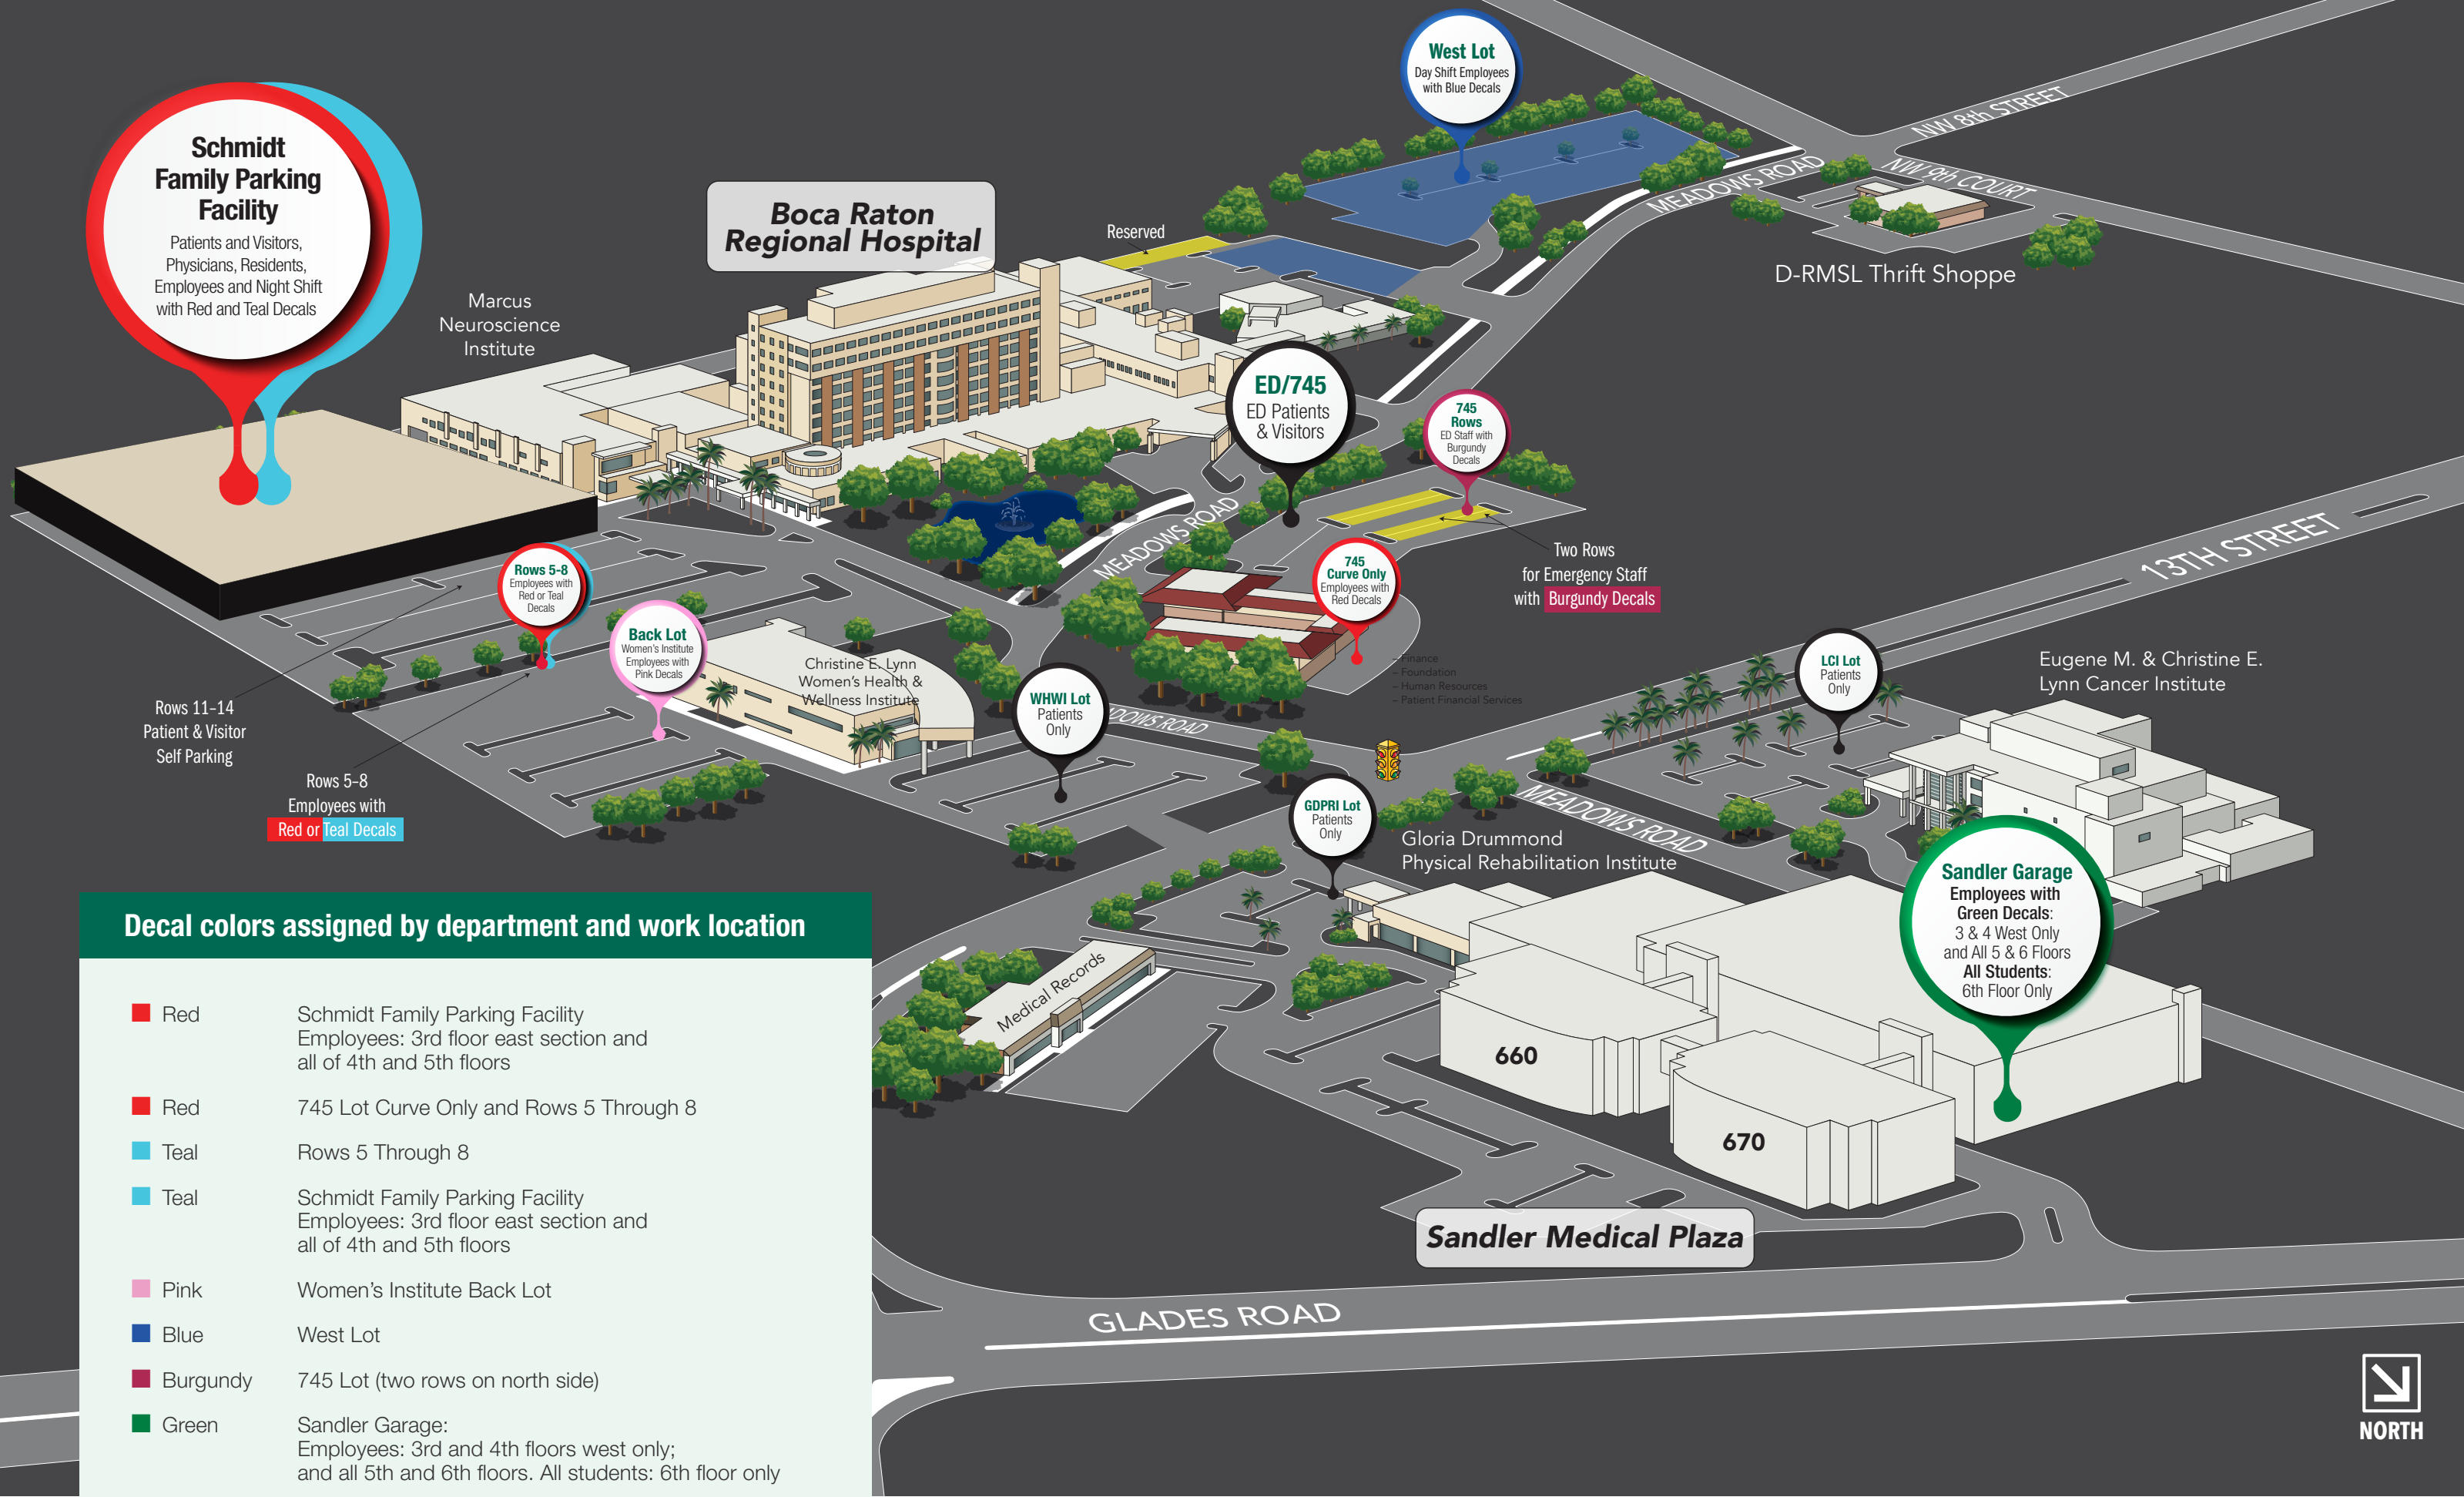 West Lot
Day Shift Employees
with Blue Decals
NW 8th STREET
Schmidt
Family Parking
Facility
Patients and Visitors,
Physicians, Residents,
Employees and Night Shift
with Red and Teal Decals
Boca Raton
Regional Hospital
Reserved
MEADOWS ROAD
NW 9th COURT
D-RMSL Thrift Shoppe
Marcus
Neuroscience
Institute
ED/745
ED Patients
& Visitors
745
Rows
ED Staff with
Burgundy
Decals
MEADOWS ROAD
13TH STREET
Two Rows
for Emergency Staff
with Burgundy Decals
Rows 5-8
Employees with
Red or Teal
Decals
745
Curve Only
Employees with
Red Decals
Back Lot
Women's Institute
Employees with
Pink Decals
Christine E. Lynn
Women's Health &
Wellness Institute
– Finance
– Foundation
– Human Resources
– Patient Financial Services
LCI Lot
Patients
Only
Eugene M. & Christine E.
Lynn Cancer Institute
WHWI Lot
Patients
Only
ADOWS ROAD
Rows 11–14
Patient & Visitor
Self Parking
Rows 5–8
Employees with
Red or Teal Decals
GDPRI Lot
Patients
Only
Gloria Drummond
Physical Rehabilitation Institute
MEADOWS ROAD
Sandler Garage
Employees with
Green Decals:
3 & 4 West Only
and All 5 & 6 Floors
All Students:
6th Floor Only
Medical Records
660
670
Sandler Medical Plaza
GLADES ROAD
NORTH
Decal colors assigned by department and work location
Red Schmidt Family Parking Facility
Employees: 3rd floor east section and
all of 4th and 5th floors
Red 745 Lot Curve Only and Rows 5 Through 8
Teal Rows 5 Through 8
Teal Schmidt Family Parking Facility
Employees: 3rd floor east section and
all of 4th and 5th floors
Pink Women's Institute Back Lot
Blue West Lot
Burgundy 745 Lot (two rows on north side)
Green Sandler Garage:
Employees: 3rd and 4th floors west only;
and all 5th and 6th floors. All students: 6th floor only